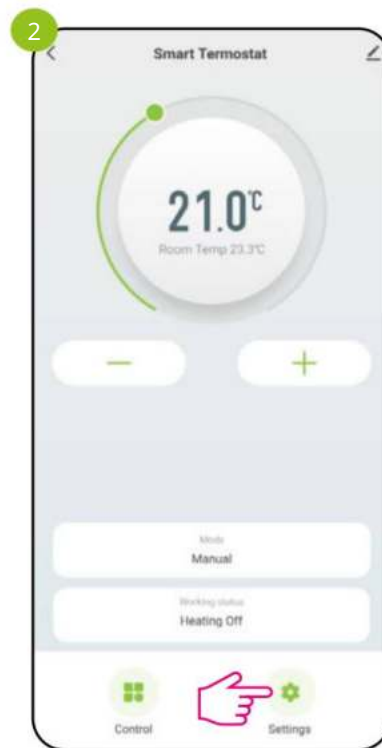 2
Smart Termostat
21.0℃
Room Temp 23.3℃
Mode
Manual
Working status
Heating Off
Control
Settings